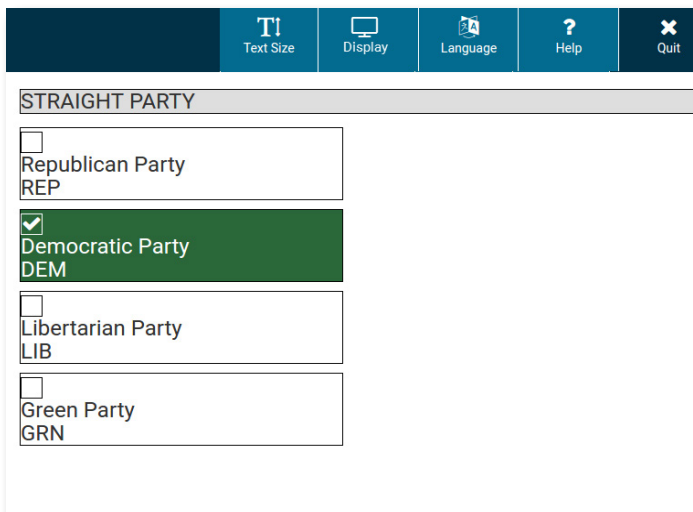 Text Size
Display
Language
Help
Quit
STRAIGHT PARTY
Republican Party
REP
Democratic Party
DEM
Libertarian Party
LIB
Green Party
GRN